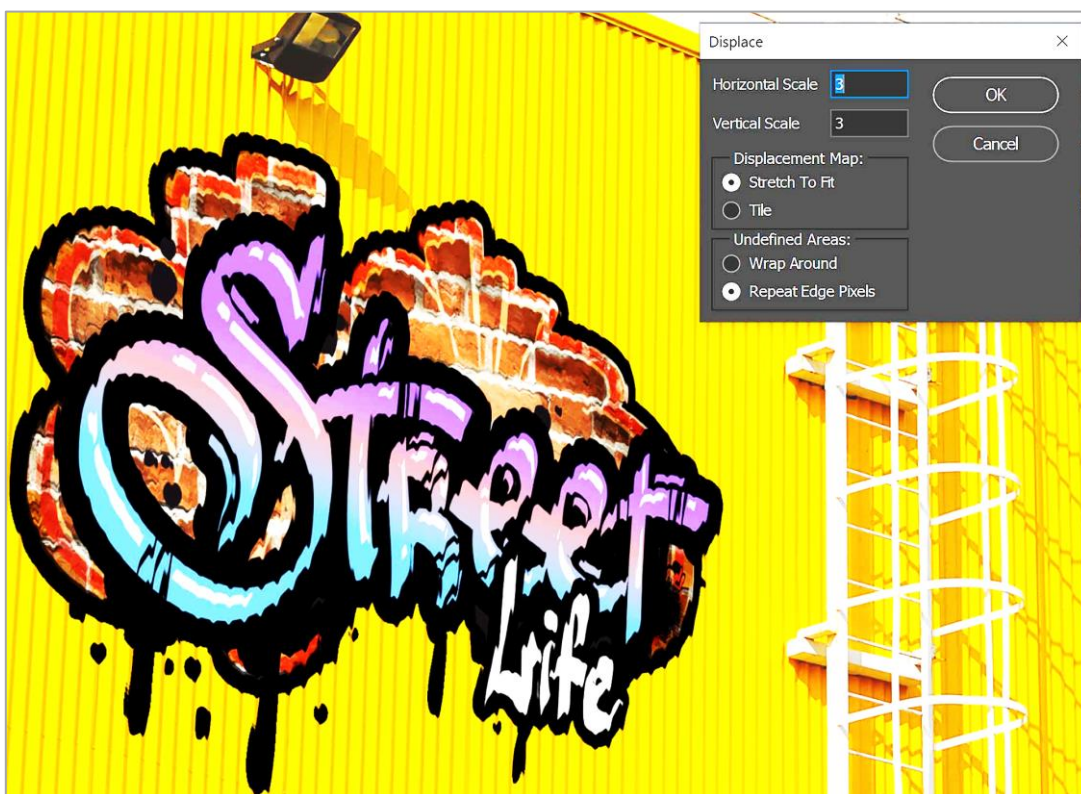 Displace
Horizontal Scale 3
OK
Vertical Scale 3
Cancel
Displacement Map:
Stretch To Fit
Tile
Undefined Areas:
Wrap Around
Repeat Edge Pixels
Street
Life